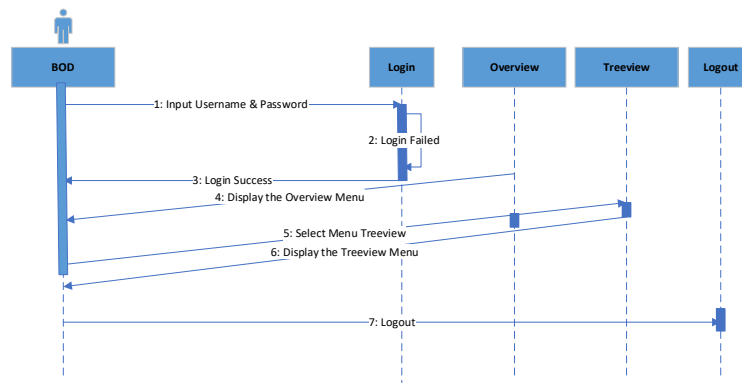 BOD
Login
Overview
Treeview
Logout
1: Input Username & Password
2: Login Failed
3: Login Success
4: Display the Overview Menu
5: Select Menu Treeview
6: Display the Treeview Menu
7: Logout